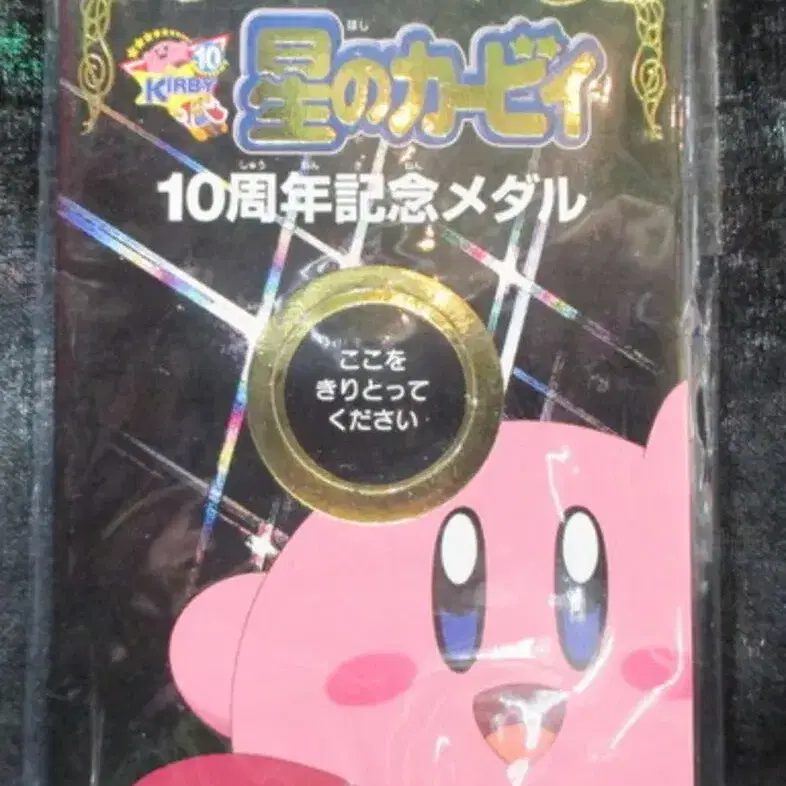 10
KIRBY
ほし
星のカービィ
しゅう ねん き ねん
10周年記念メダル
ここを
きりとって
ください